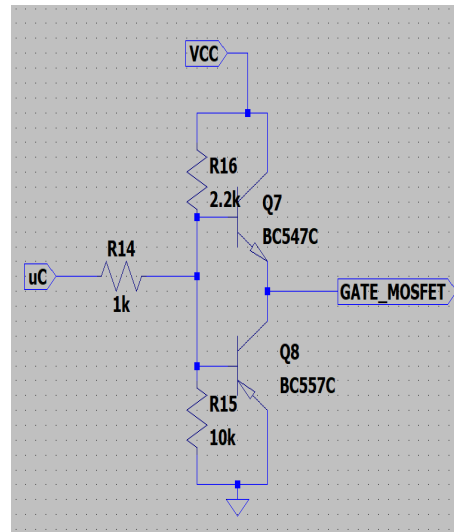 VCC
R16
2.2k
Q7
BC547C
R14
uC
1k
GATE_MOSFET
Q8
BC557C
R15
10k